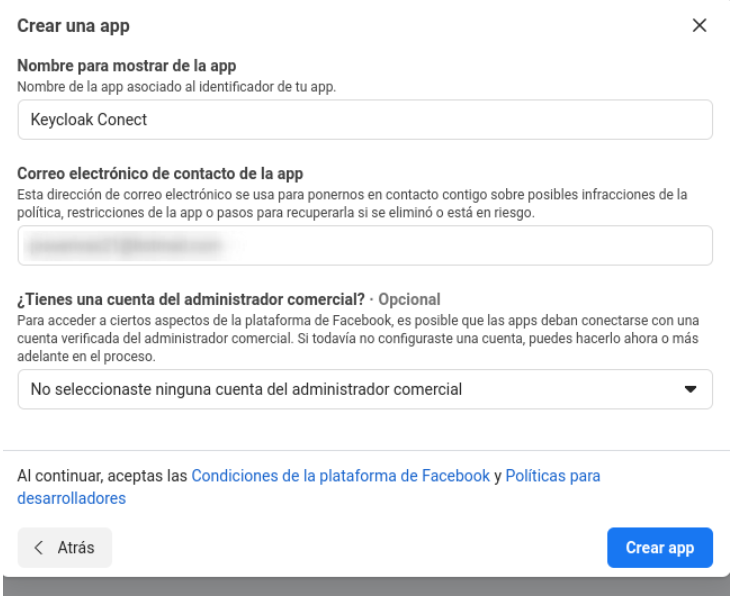 Crear una app
Nombre para mostrar de la app
Nombre de la app asociado al identificador de tu app.
Keycloak Conect
Correo electrónico de contacto de la app
Esta dirección de correo electrónico se usa para ponernos en contacto contigo sobre posibles infracciones de la
política, restricciones de la app o pasos para recuperarla si se eliminó o está en riesgo.
¿Tienes una cuenta del administrador comercial? · Opcional
Para acceder a ciertos aspectos de la plataforma de Facebook, es posible que las apps deban conectarse con una
cuenta verificada del administrador comercial. Si todavía no configuraste una cuenta, puedes hacerlo ahora o más
adelante en el proceso.
No seleccionaste ninguna cuenta del administrador comercial
Al continuar, aceptas las Condiciones de la plataforma de Facebook y Políticas para
desarrolladores
Atrás
Crear app